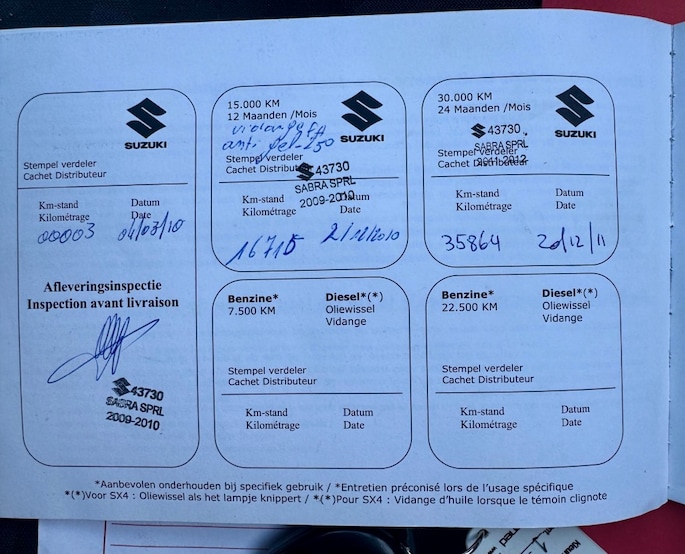 SUZUKI
Stempel verdeler
Cachet Distributeur
Km-stand Datum
Kilométrage Date
00003 04/03/10
Afleveringsinspectie
Inspection avant livraison
43730
SABRA SPRL
2009-2010
15.000 KM
12 Maanden /Mois
SUZUKI
anti gel -250
Stempel verdeler
Cachet Distributeur
43730
SABRA SPRL
2009-2010
Km-stand Datum
Kilométrage Date
16715 2/12/2010
30.000 KM
24 Maanden /Mois
SUZUKI
43730
SABRA SPRL
2011-2012
Stempel verdeler
Cachet Distributeur
Km-stand Datum
Kilométrage Date
35864 20/12/11
Benzine* Diesel*(*)
7.500 KM Oliewissel
Vidange
Stempel verdeler
Cachet Distributeur
Km-stand Datum
Kilométrage Date
Benzine* Diesel*(*)
22.500 KM Oliewissel
Vidange
Stempel verdeler
Cachet Distributeur
Km-stand Datum
Kilométrage Date
*Aanbevolen onderhouden bij specifiek gebruik / *Entretien préconisé lors de l'usage spécifique
*(*)Voor SX4 : Oliewissel als het lampje knippert / *(*)Pour SX4 : Vidange d'huile lorsque le témoin clignote